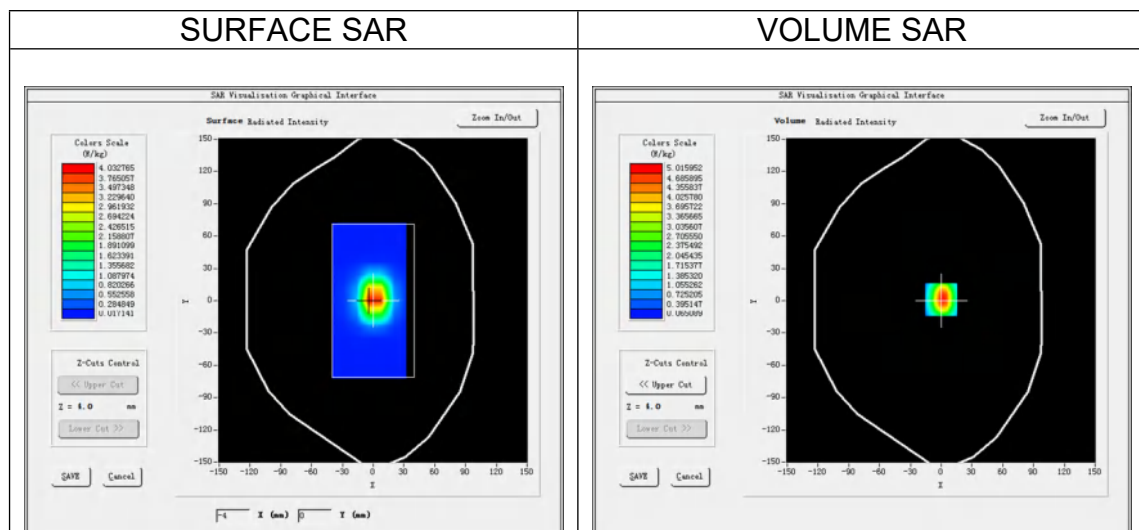 SURFACE SAR
VOLUME SAR
SAR Visualisation Graphical Interface
Surface Radiated Intensity
Zoom In/Out
Colors Scale
(W/kg)
4.032765
3.765057
3.497348
3.229640
2.961932
2.694224
2.426515
2.158807
1.891099
1.623391
1.355682
1.087974
0.820266
0.552558
0.284849
0.017141
150
120
90
60
30
0
-30
-60
-90
-120
-150
Y
-150 -120 -90 -60 -30 0 30 60 90 120 150
X
Z-Cuts Control
<< Upper Cut
Z = 4.0 mm
Lower Cut >>
SAVE Cancel
-4 X (mm) 0 Y (mm)
SAR Visualisation Graphical Interface
Volume Radiated Intensity
Zoom In/Out
Colors Scale
(W/kg)
5.015952
4.685895
4.355837
4.025780
3.695722
3.365665
3.035607
2.705550
2.375492
2.045435
1.715377
1.385320
1.055262
0.725205
0.395147
0.065089
150
120
90
60
30
0
-30
-60
-90
-120
-150
Y
-150 -120 -90 -60 -30 0 30 60 90 120 150
X
Z-Cuts Control
<< Upper Cut
Z = 4.0 mm
Lower Cut >>
SAVE Cancel